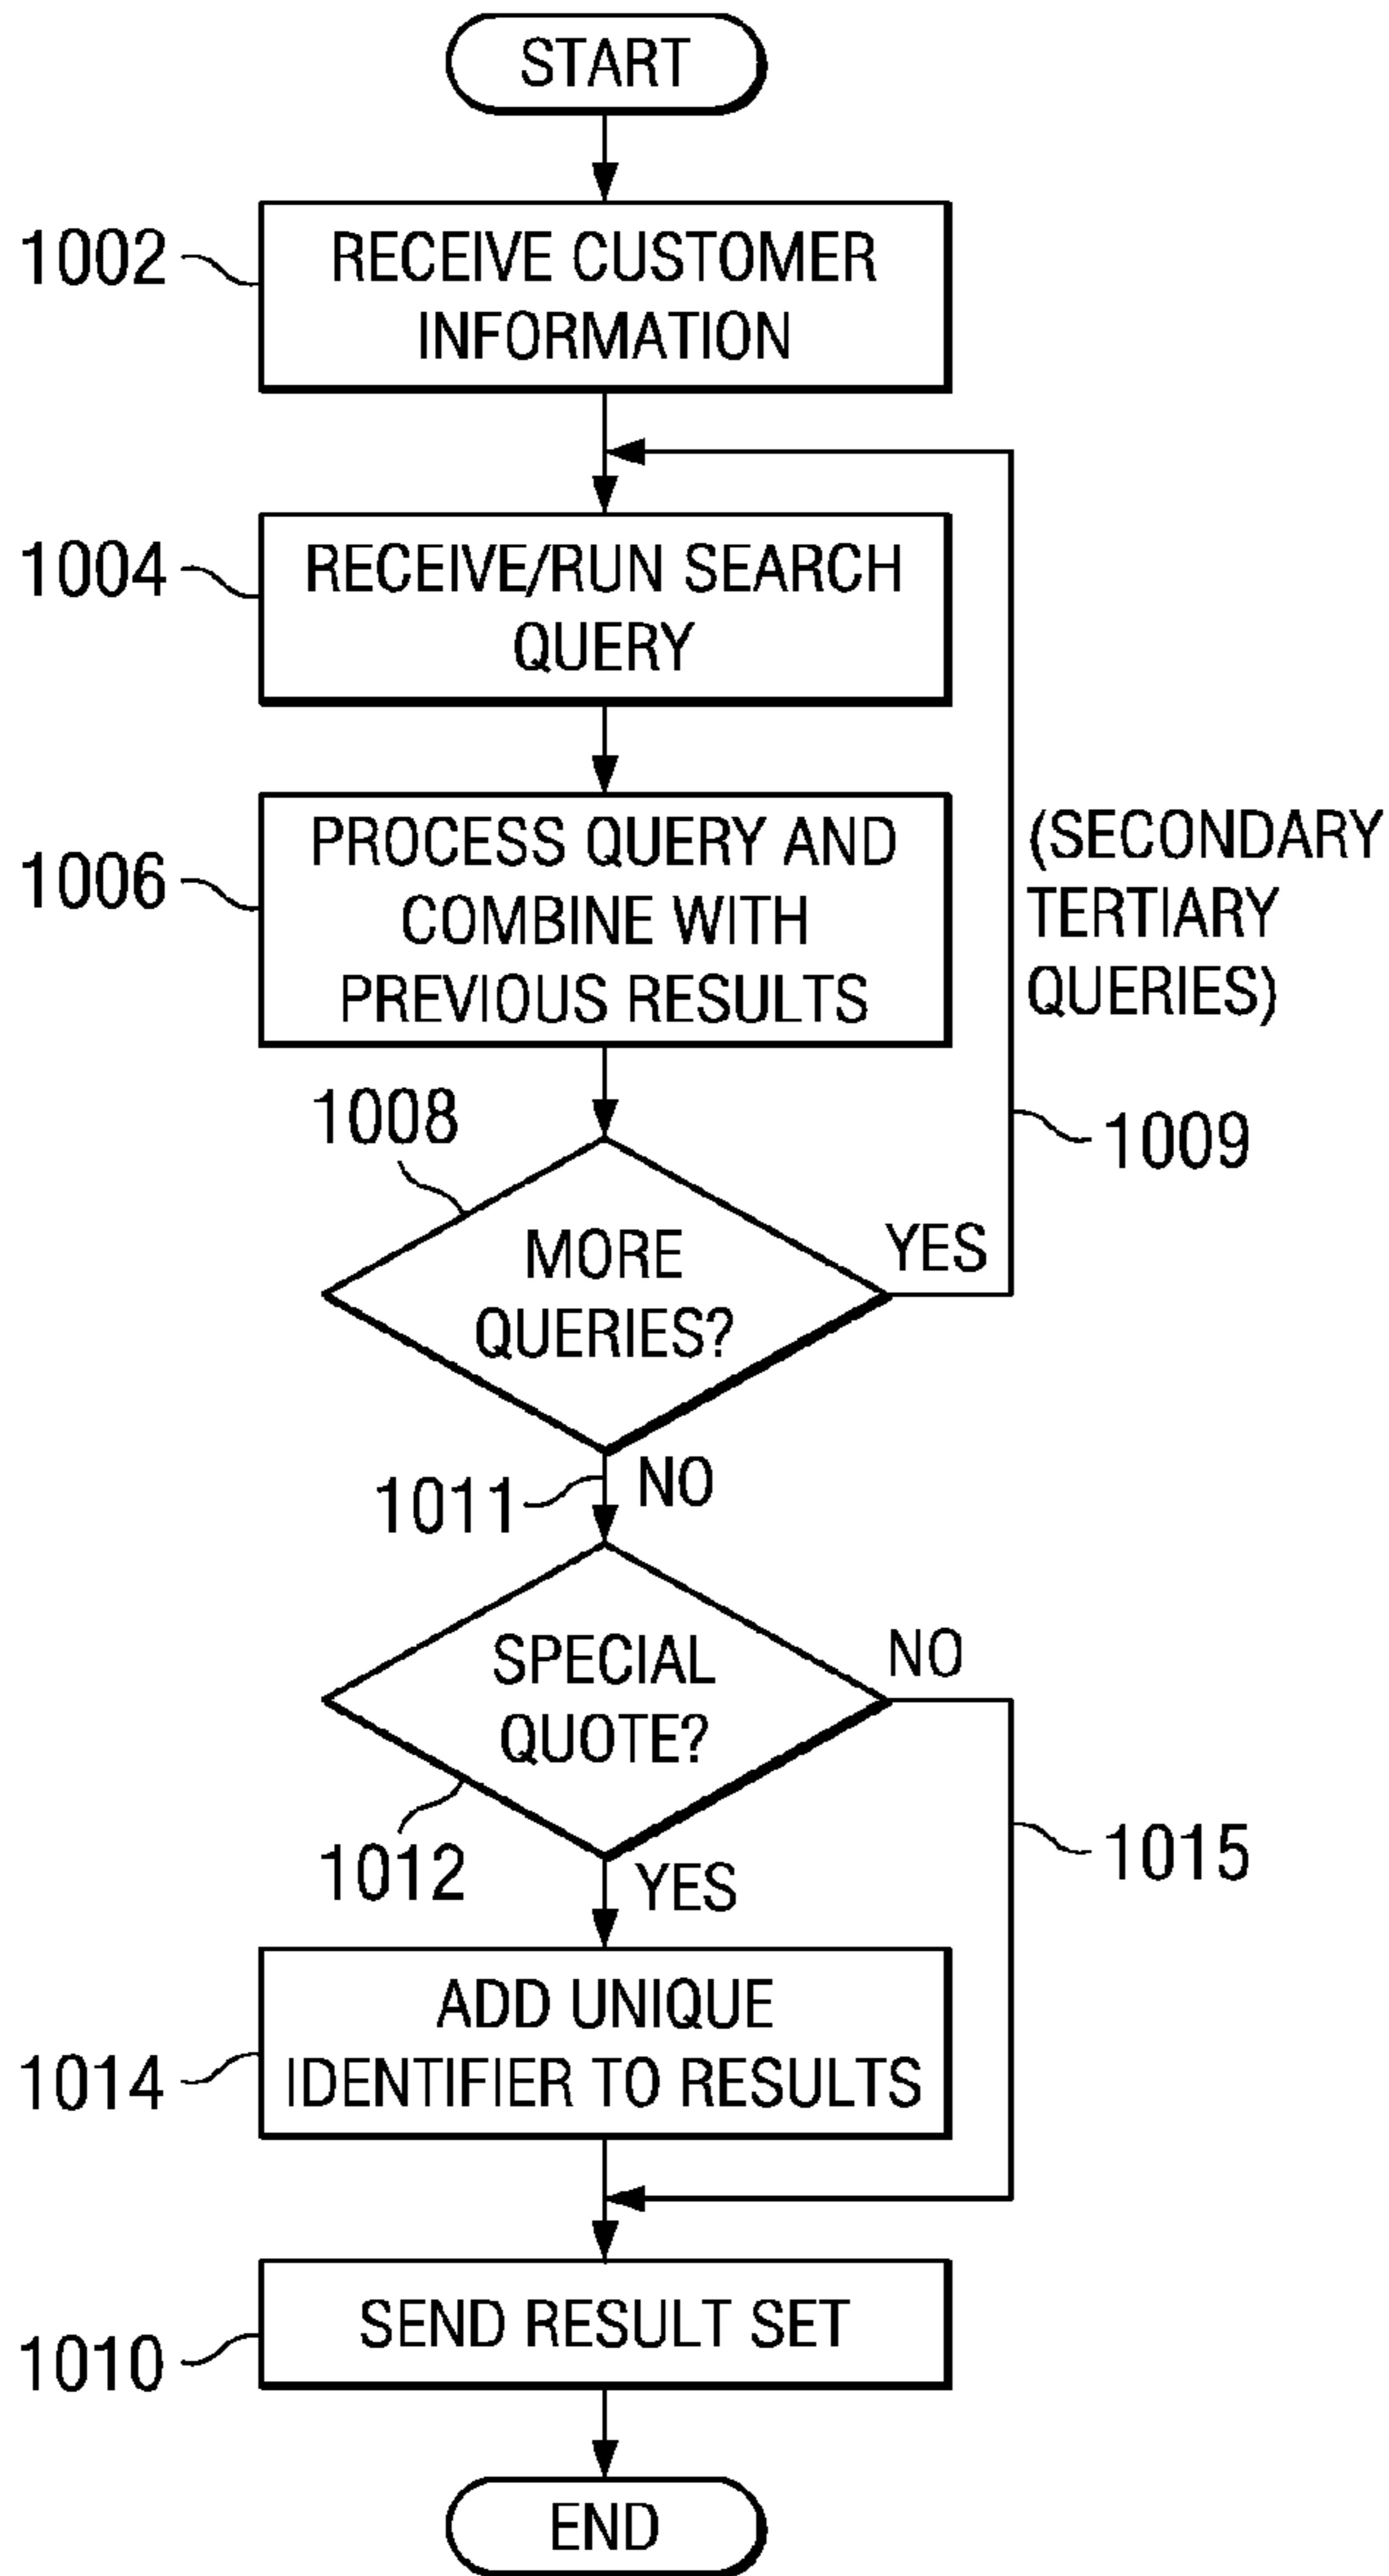 START
1002
RECEIVE CUSTOMER
INFORMATION
1004
RECEIVE/RUN SEARCH
QUERY
1006
PROCESS QUERY AND
COMBINE WITH
PREVIOUS RESULTS
(SECONDARY
TERTIARY
QUERIES)
1008
1009
MORE
QUERIES?
YES
1011
NO
SPECIAL
QUOTE?
NO
1012
1015
YES
1014
ADD UNIQUE
IDENTIFIER TO RESULTS
1010
SEND RESULT SET
END